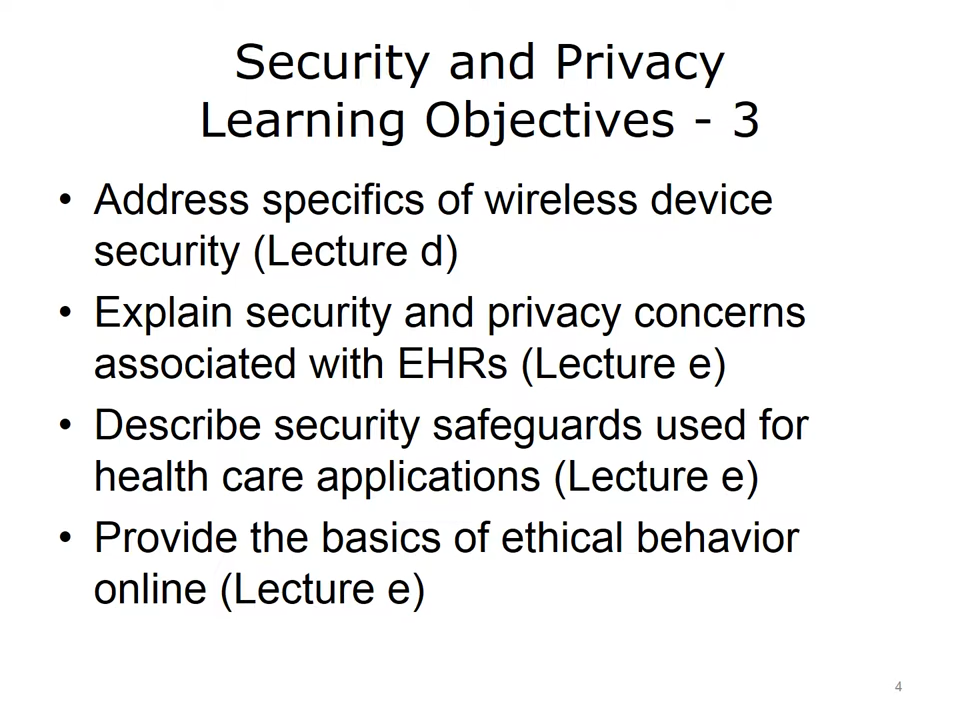 Security and Privacy
Learning Objectives - 3
• Address specifics of wireless device
security (Lecture d)
• Explain security and privacy concerns
associated with EHRs (Lecture e)
• Describe security safeguards used for
health care applications (Lecture e)
• Provide the basics of ethical behavior
online (Lecture e)
4